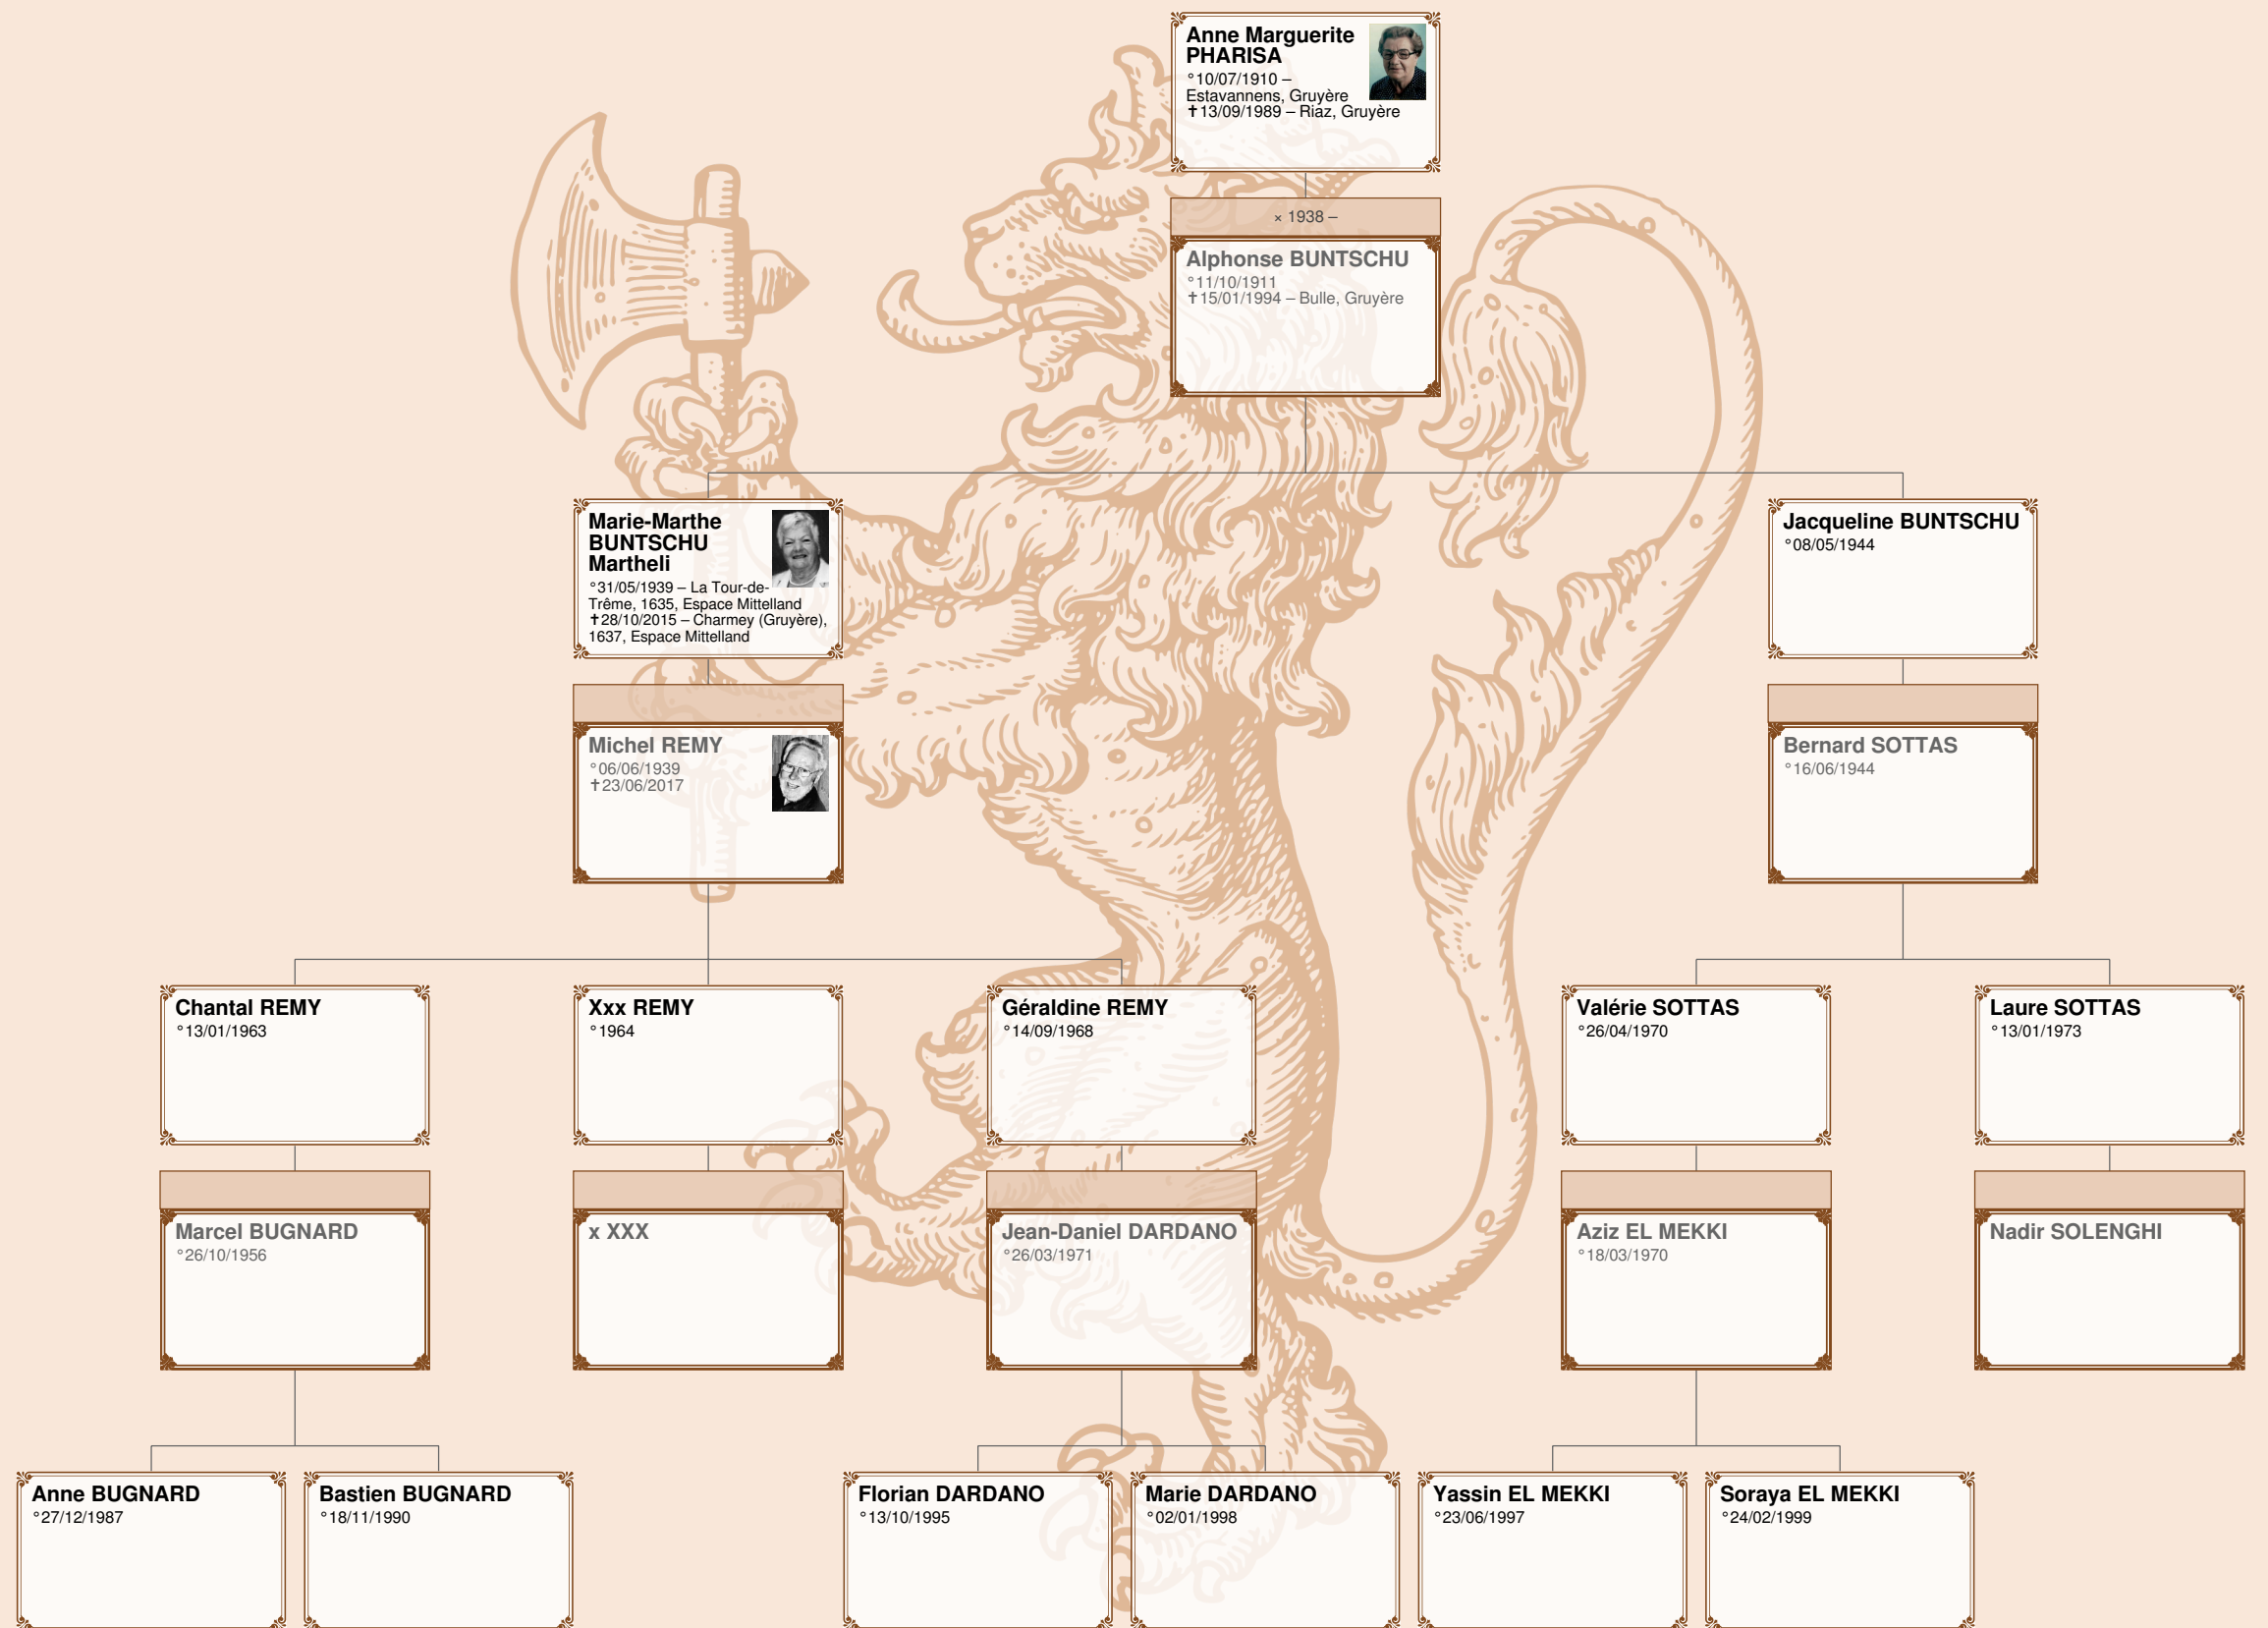 Anne Marguerite
PHARISA
°10/07/1910 –
Estavannens, Gruyère
✝13/09/1989 – Riaz, Gruyère
× 1938 –
Alphonse BUNTSCHU
°11/10/1911
✝15/01/1994 – Bulle, Gruyère
Marie-Marthe
BUNTSCHU
Martheli
°31/05/1939 – La Tour-de-
Trême, 1635, Espace Mittelland
✝28/10/2015 – Charmey (Gruyère),
1637, Espace Mittelland
Jacqueline BUNTSCHU
°08/05/1944
Michel REMY
°06/06/1939
✝23/06/2017
Bernard SOTTAS
°16/06/1944
Chantal REMY
°13/01/1963
Xxx REMY
°1964
Géraldine REMY
°14/09/1968
Valérie SOTTAS
°26/04/1970
Laure SOTTAS
°13/01/1973
Marcel BUGNARD
°26/10/1956
x XXX
Jean-Daniel DARDANO
°26/03/1971
Aziz EL MEKKI
°18/03/1970
Nadir SOLENGHI
Anne BUGNARD
°27/12/1987
Bastien BUGNARD
°18/11/1990
Florian DARDANO
°13/10/1995
Marie DARDANO
°02/01/1998
Yassin EL MEKKI
°23/06/1997
Soraya EL MEKKI
°24/02/1999